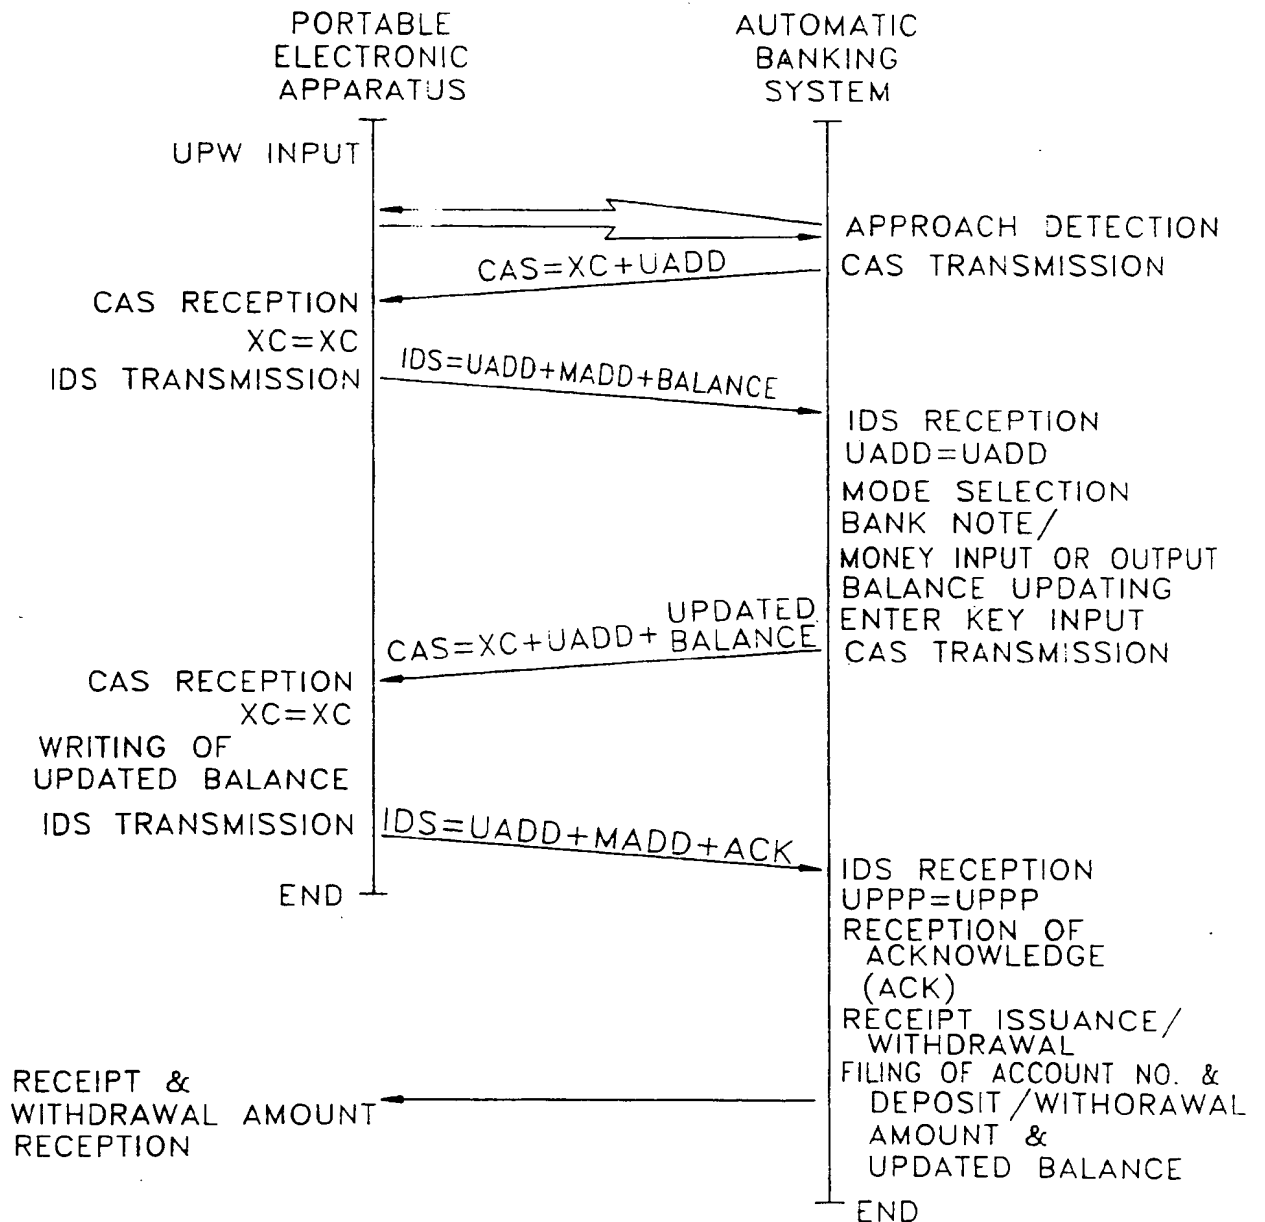 PORTABLE
ELECTRONIC
APPARATUS
AUTOMATIC
BANKING
SYSTEM
UPW INPUT
APPROACH DETECTION
CAS=XC+UADD
CAS TRANSMISSION
CAS RECEPTION
XC=XC
IDS TRANSMISSION
IDS=UADD+MADD+BALANCE
IDS RECEPTION
UADD=UADD
MODE SELECTION
BANK NOTE/
MONEY INPUT OR OUTPUT
BALANCE UPDATING
ENTER KEY INPUT
CAS TRANSMISSION
UPDATED
CAS=XC+UADD+ BALANCE
CAS RECEPTION
XC=XC
WRITING OF
UPDATED BALANCE
IDS TRANSMISSION
IDS=UADD+MADD+ACK
END
IDS RECEPTION
UPPP=UPPP
RECEPTION OF
ACKNOWLEDGE
(ACK)
RECEIPT ISSUANCE/
WITHDRAWAL
FILING OF ACCOUNT NO. &
DEPOSIT/WITHORAWAL
AMOUNT &
UPDATED BALANCE
RECEIPT &
WITHDRAWAL AMOUNT
RECEPTION
END